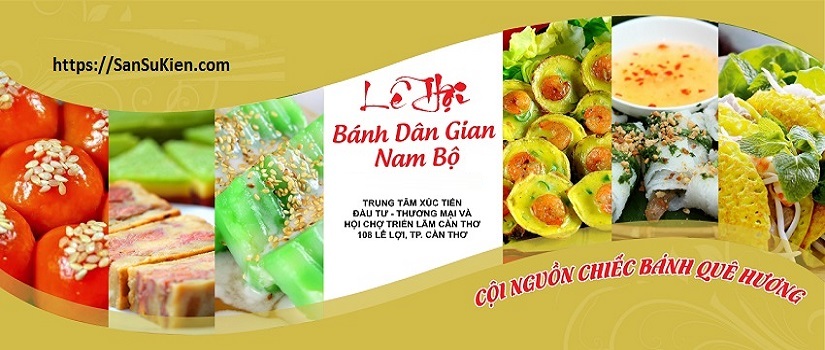 https://SanSuKien.com
Lễ Hội
Bánh Dân Gian
Nam Bộ
TRUNG TÂM XÚC TIẾN
ĐẦU TƯ - THƯƠNG MẠI VÀ
HỘI CHỢ TRIỂN LÃM CẦN THƠ
108 LÊ LỢI, TP. CẦN THƠ
CỘI NGUỒN CHIẾC BÁNH QUÊ HƯƠNG